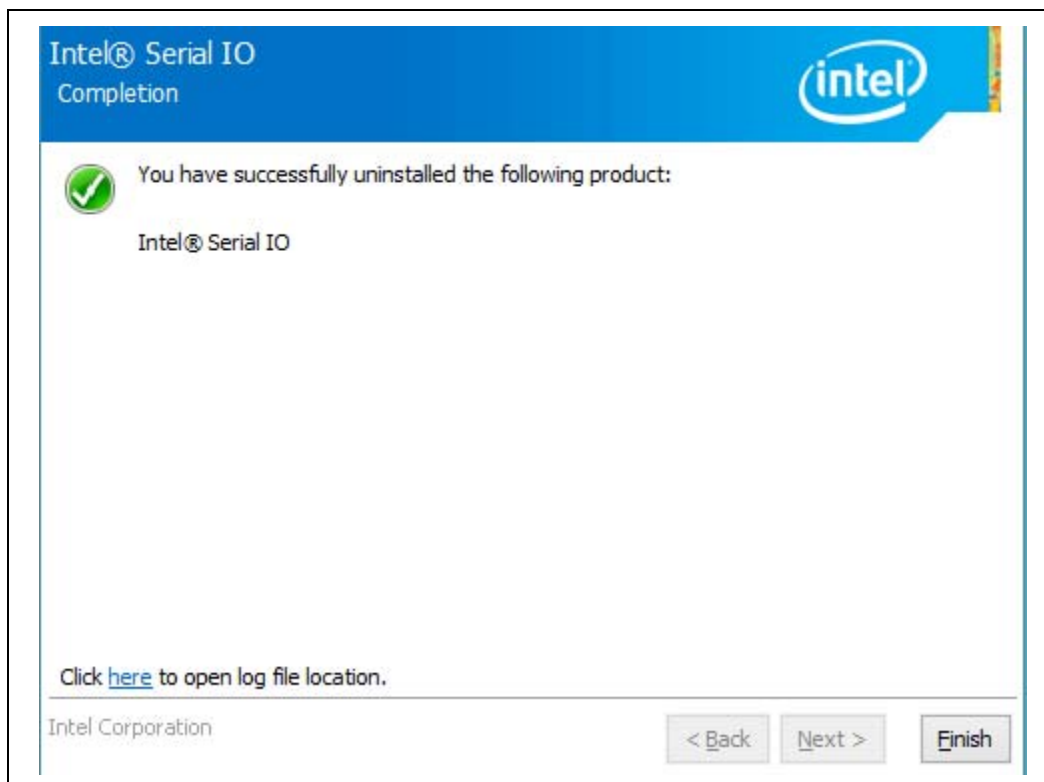 Intel® Serial IO
Completion
intel
You have successfully uninstalled the following product:
Intel® Serial IO
Click here to open log file location.
Intel Corporation
< Back Next > Finish